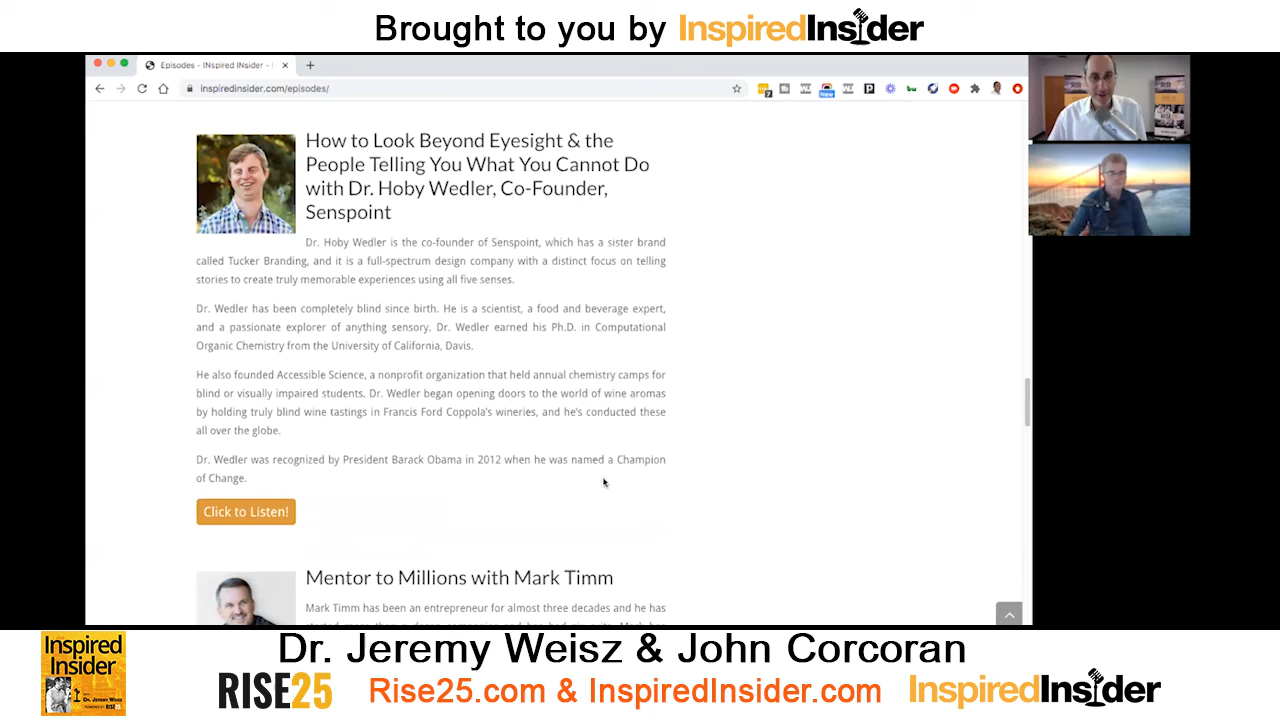 Brought to you by InspiredInsider
Episodes - INspired INsider -
inspiredinsider.com/episodes/
New
How to Look Beyond Eyesight & the
People Telling You What You Cannot Do
with Dr. Hoby Wedler, Co-Founder,
Senspoint
Dr. Hoby Wedler is the co-founder of Senspoint, which has a sister brand
called Tucker Branding, and it is a full-spectrum design company with a distinct focus on telling
stories to create truly memorable experiences using all five senses.
Dr. Wedler has been completely blind since birth. He is a scientist, a food and beverage expert,
and a passionate explorer of anything sensory. Dr. Wedler earned his Ph.D. in Computational
Organic Chemistry from the University of California, Davis.
He also founded Accessible Science, a nonprofit organization that held annual chemistry camps for
blind or visually impaired students. Dr. Wedler began opening doors to the world of wine aromas
by holding truly blind wine tastings in Francis Ford Coppola's wineries, and he's conducted these
all over the globe.
Dr. Wedler was recognized by President Barack Obama in 2012 when he was named a Champion
of Change.
Click to Listen!
Mentor to Millions with Mark Timm
Mark Timm has been an entrepreneur for almost three decades and he has
Dr. Jeremy Weisz & John Corcoran
Inspired
Insider
RISE25
Rise25.com & InspiredInsider.com
InspiredInsider